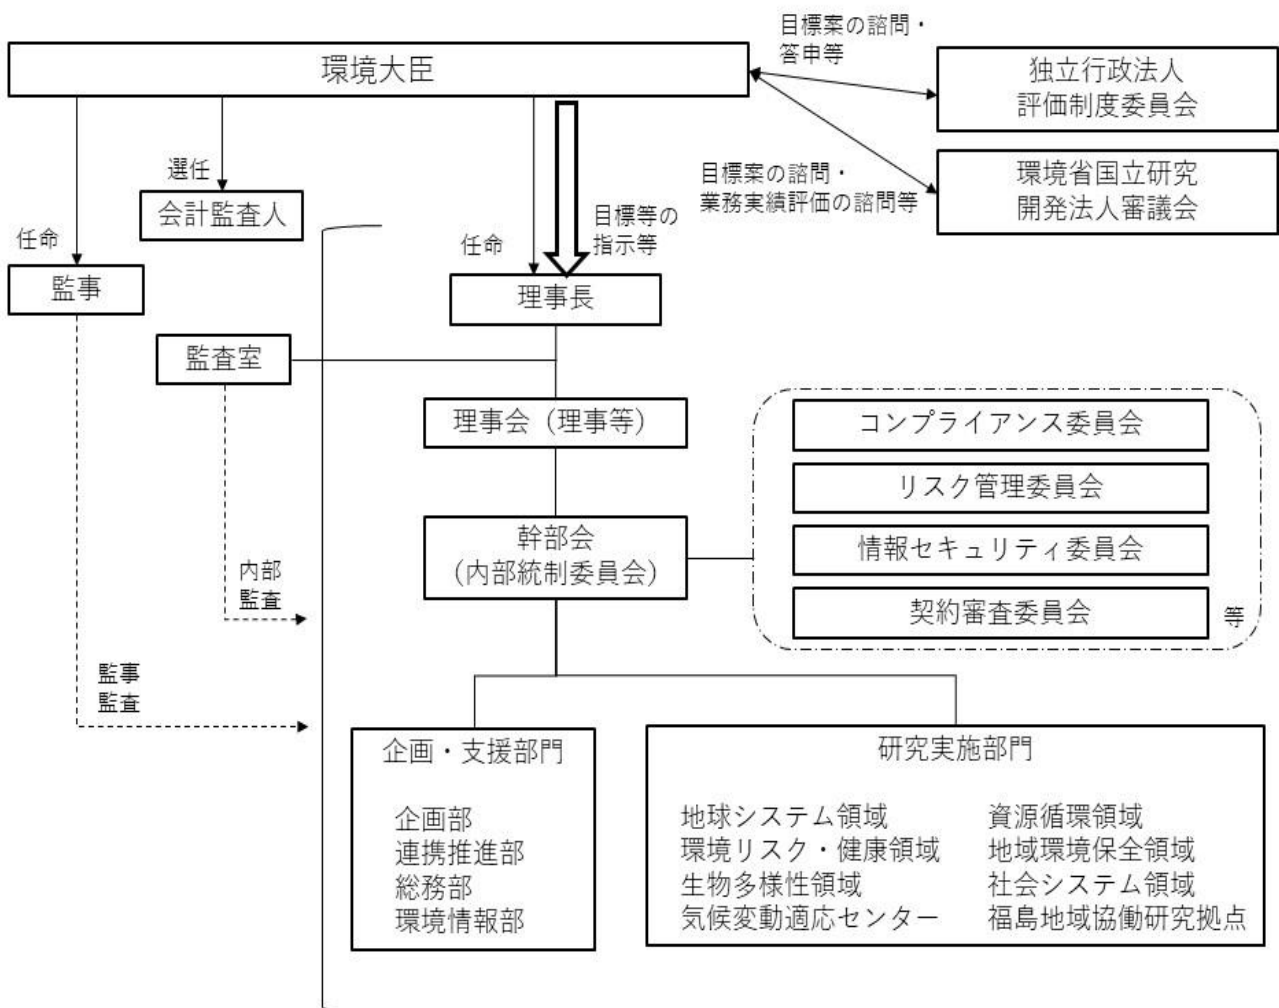 目標案の諮問・
答申等
環境大臣
独立行政法人
評価制度委員会
選任
目標案の諮問・
業務実績評価の諮問等
環境省国立研究
開発法人審議会
会計監査人
任命
任命
目標等の
指示等
監事
理事長
監査室
理事会（理事等）
コンプライアンス委員会
リスク管理委員会
幹部会
（内部統制委員会）
情報セキュリティ委員会
内部
監査
契約審査委員会
等
監事
監査
企画・支援部門
企画部
連携推進部
総務部
環境情報部
研究実施部門
地球システム領域
環境リスク・健康領域
生物多様性領域
気候変動適応センター
資源循環領域
地域環境保全領域
社会システム領域
福島地域協働研究拠点